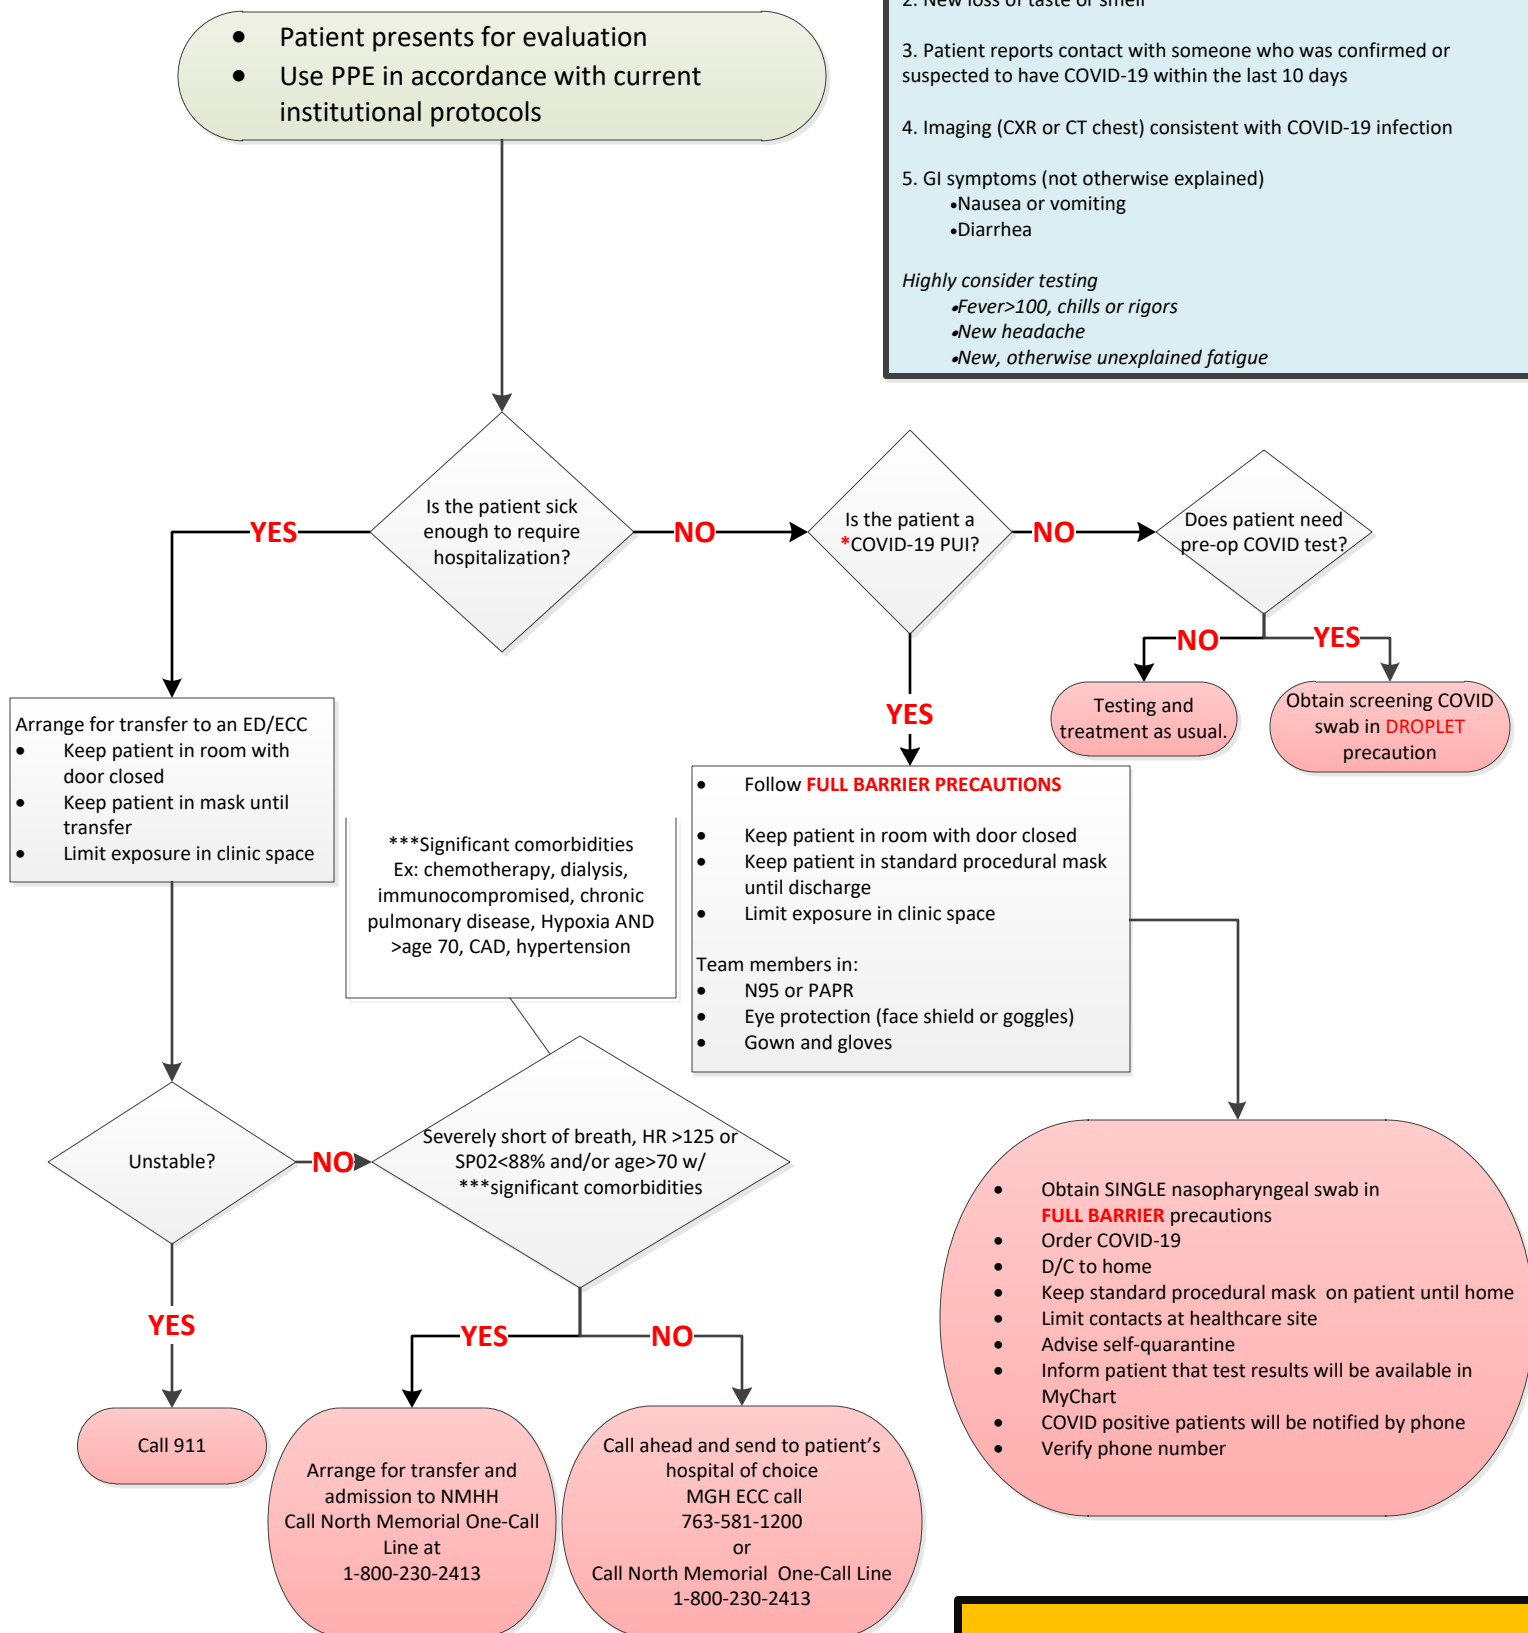 • Patient presents for evaluation
• Use PPE in accordance with current
institutional protocols
2. New loss of taste or smell
3. Patient reports contact with someone who was confirmed or
suspected to have COVID-19 within the last 10 days
4. Imaging (CXR or CT chest) consistent with COVID-19 infection
5. GI symptoms (not otherwise explained)
•Nausea or vomiting
•Diarrhea
Highly consider testing
•Fever>100, chills or rigors
•New headache
•New, otherwise unexplained fatigue
Is the patient sick
enough to require
hospitalization?
YES
NO
Is the patient a
*COVID-19 PUI?
NO
Does patient need
pre-op COVID test?
NO
YES
Testing and
treatment as usual.
Obtain screening COVID
swab in DROPLET
precaution
YES
Arrange for transfer to an ED/ECC
• Keep patient in room with
door closed
• Keep patient in mask until
transfer
• Limit exposure in clinic space
***Significant comorbidities
Ex: chemotherapy, dialysis,
immunocompromised, chronic
pulmonary disease, Hypoxia AND
>age 70, CAD, hypertension
• Follow FULL BARRIER PRECAUTIONS
• Keep patient in room with door closed
• Keep patient in standard procedural mask
until discharge
• Limit exposure in clinic space
Team members in:
• N95 or PAPR
• Eye protection (face shield or goggles)
• Gown and gloves
Unstable?
NO
Severely short of breath, HR >125 or
SP02<88% and/or age>70 w/
***significant comorbidities
YES
YES
NO
Call 911
Arrange for transfer and
admission to NMHH
Call North Memorial One-Call
Line at
1-800-230-2413
Call ahead and send to patient’s
hospital of choice
MGH ECC call
763-581-1200
or
Call North Memorial One-Call Line
1-800-230-2413
• Obtain SINGLE nasopharyngeal swab in
FULL BARRIER precautions
• Order COVID-19
• D/C to home
• Keep standard procedural mask on patient until home
• Limit contacts at healthcare site
• Advise self-quarantine
• Inform patient that test results will be available in
MyChart
• COVID positive patients will be notified by phone
• Verify phone number